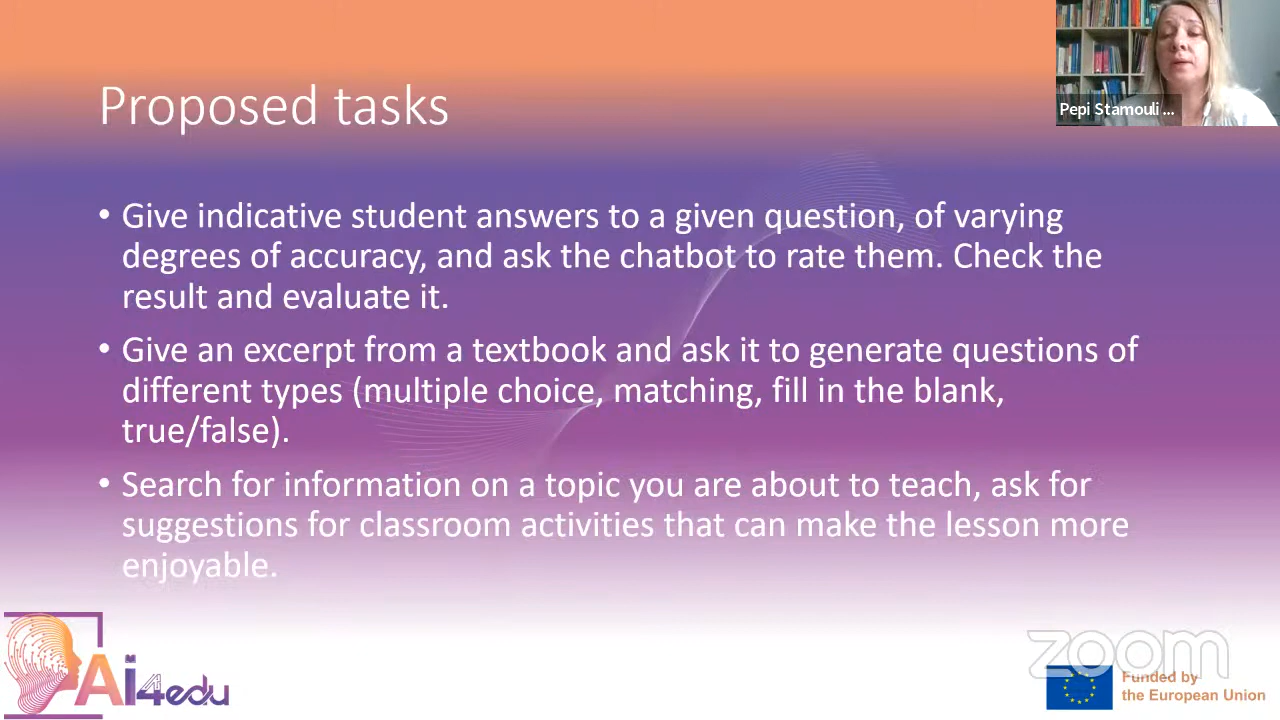 Proposed tasks
Pepi Stamouli ...
• Give indicative student answers to a given question, of varying
degrees of accuracy, and ask the chatbot to rate them. Check the
result and evaluate it.
• Give an excerpt from a textbook and ask it to generate questions of
different types (multiple choice, matching, fill in the blank,
true/false).
• Search for information on a topic you are about to teach, ask for
suggestions for classroom activities that can make the lesson more
enjoyable.
Ai4edu
zoom
Funded by
the European Union